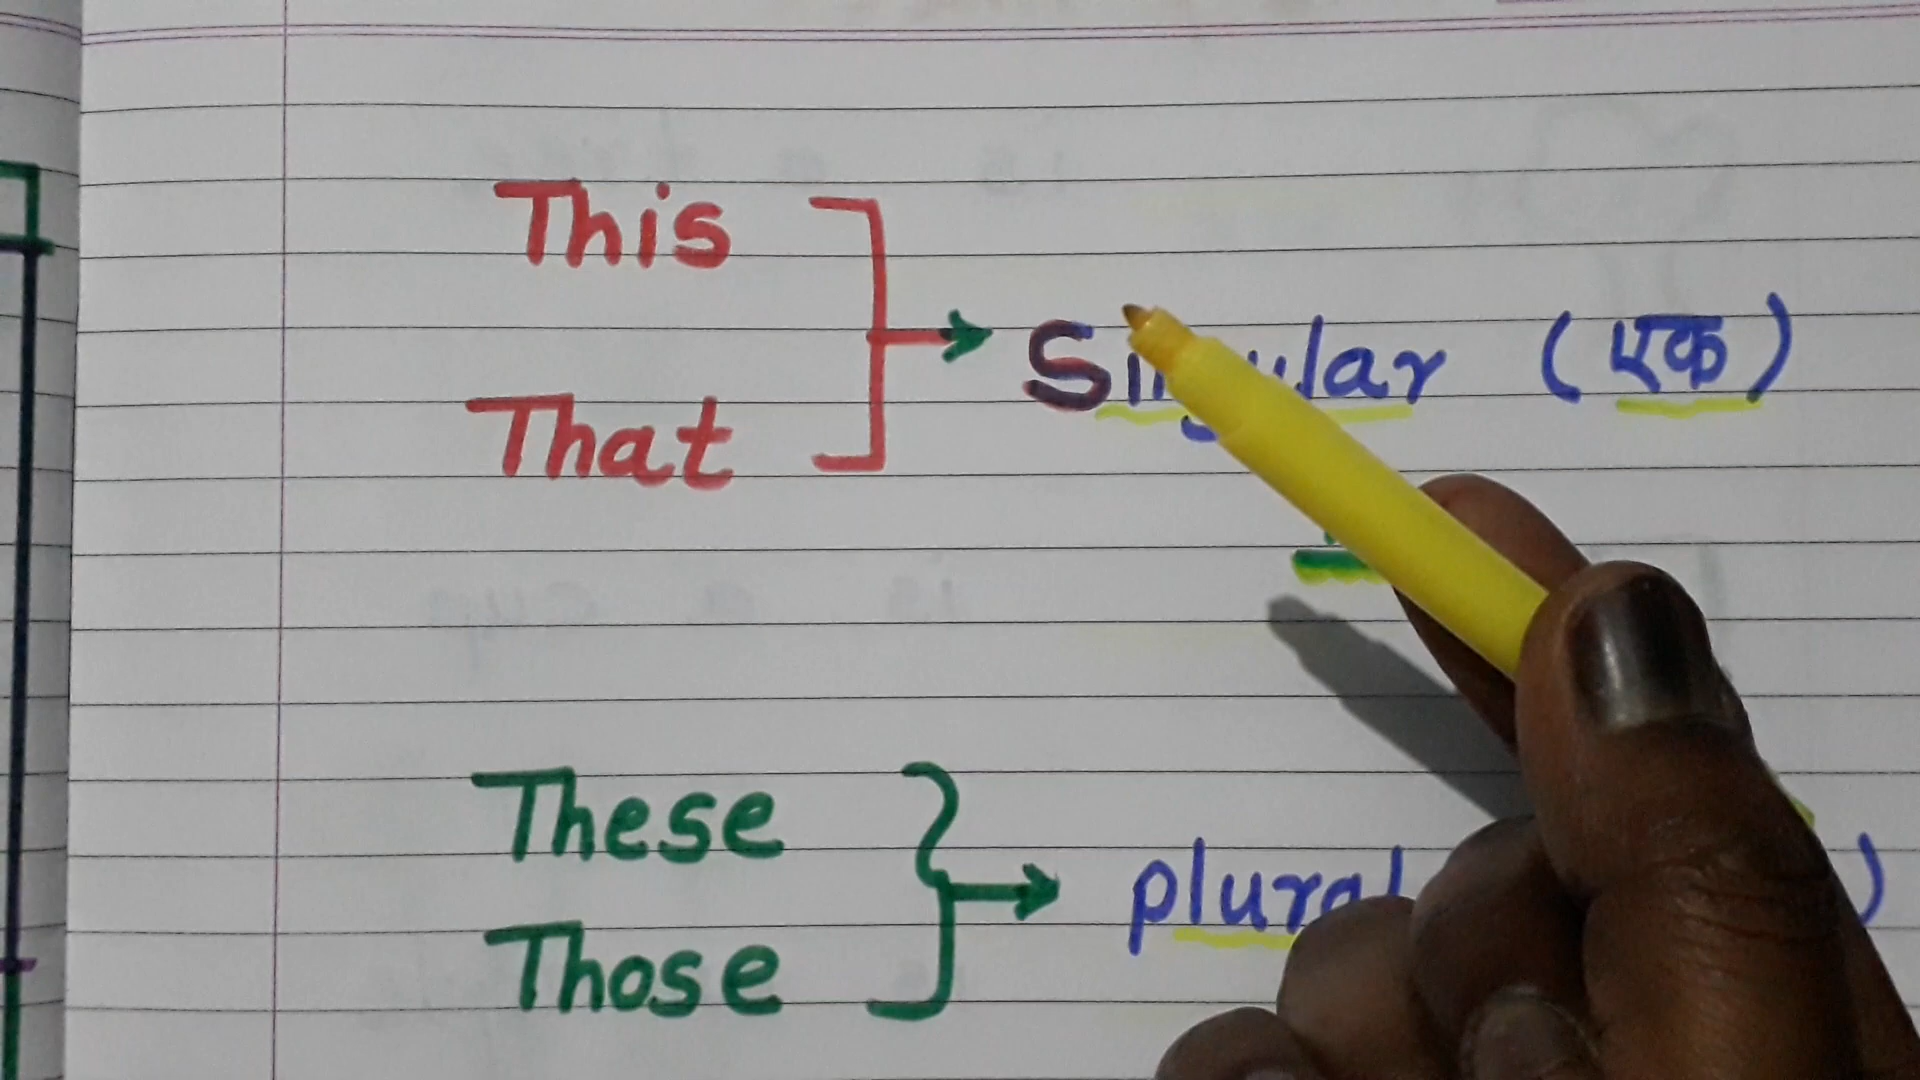 This
Singular (एक)
That
These
plural )
Those